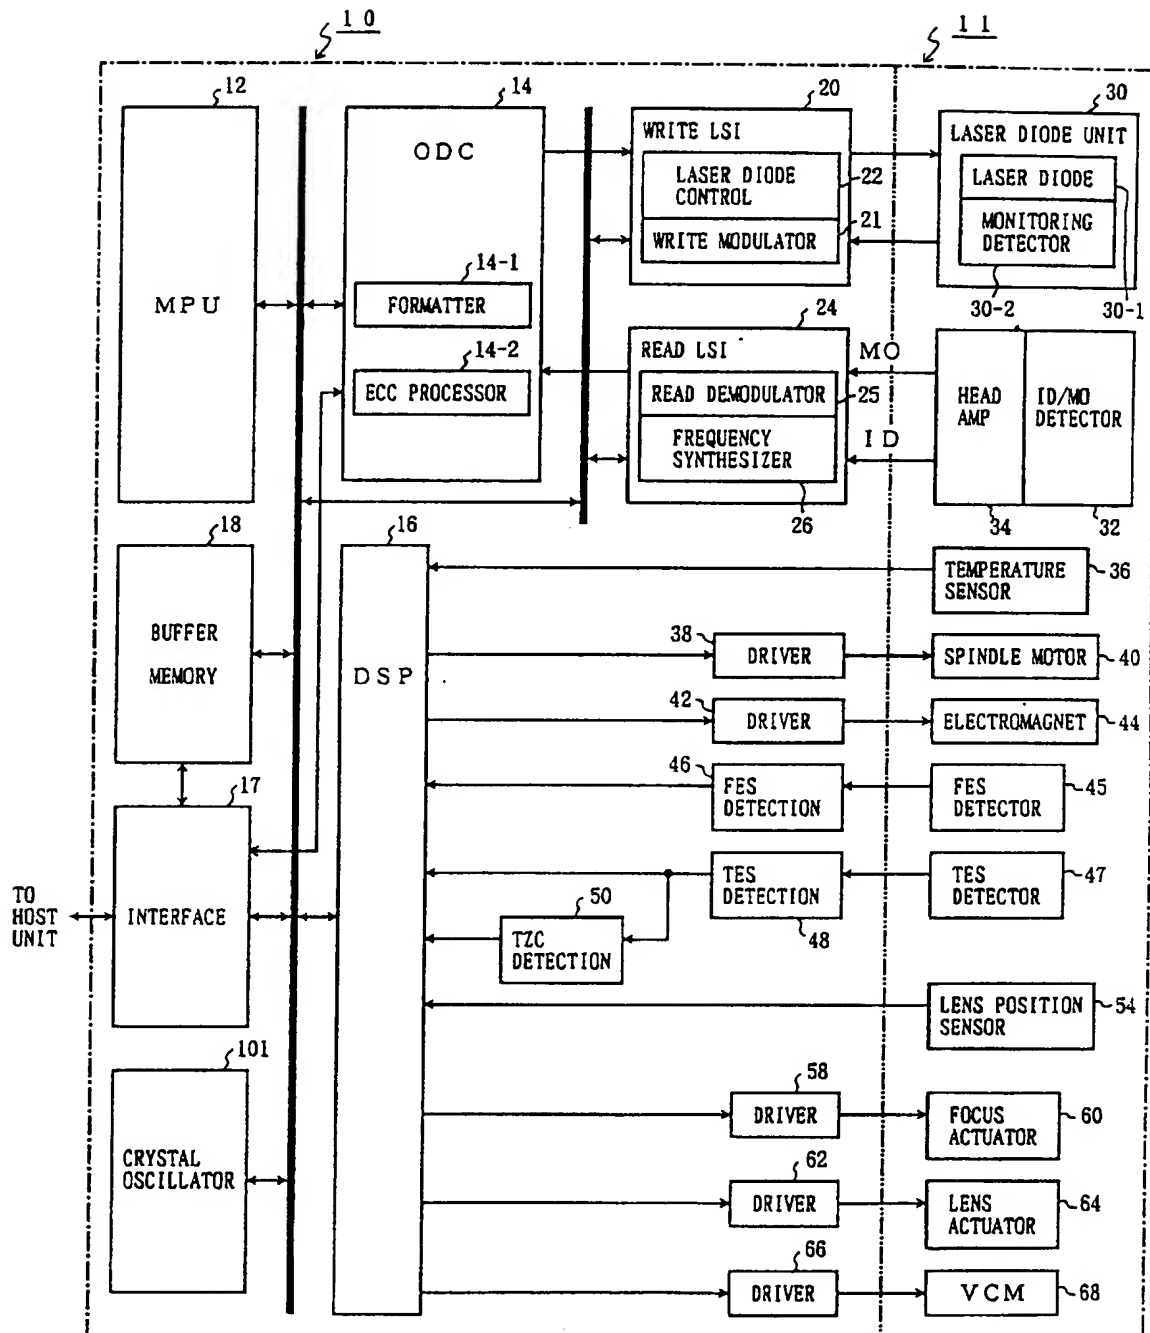 1 0
1 1
12
14
20
30
MPU
ODC
WRITE LSI
LASER DIODE
CONTROL
22
21
WRITE MODULATOR
LASER DIODE UNIT
LASER DIODE
MONITORING
DETECTOR
30-2
30-1
14-1
FORMATTER
14-2
ECC PROCESSOR
24
READ LSI
READ DEMODULATOR
25
FREQUENCY
SYNTHESIZER
26
MO
ID
HEAD
AMP
ID/MO
DETECTOR
34
32
18
BUFFER
MEMORY
16
DSP
TEMPERATURE
SENSOR
36
38
DRIVER
SPINDLE MOTOR
40
42
DRIVER
ELECTROMAGNET
44
46
FES
DETECTION
FES
DETECTOR
45
17
INTERFACE
TO
HOST
UNIT
TES
DETECTION
48
TES
DETECTOR
47
50
TZC
DETECTION
LENS POSITION
SENSOR
54
101
CRYSTAL
OSCILLATOR
58
DRIVER
FOCUS
ACTUATOR
60
62
DRIVER
LENS
ACTUATOR
64
66
DRIVER
VCM
68